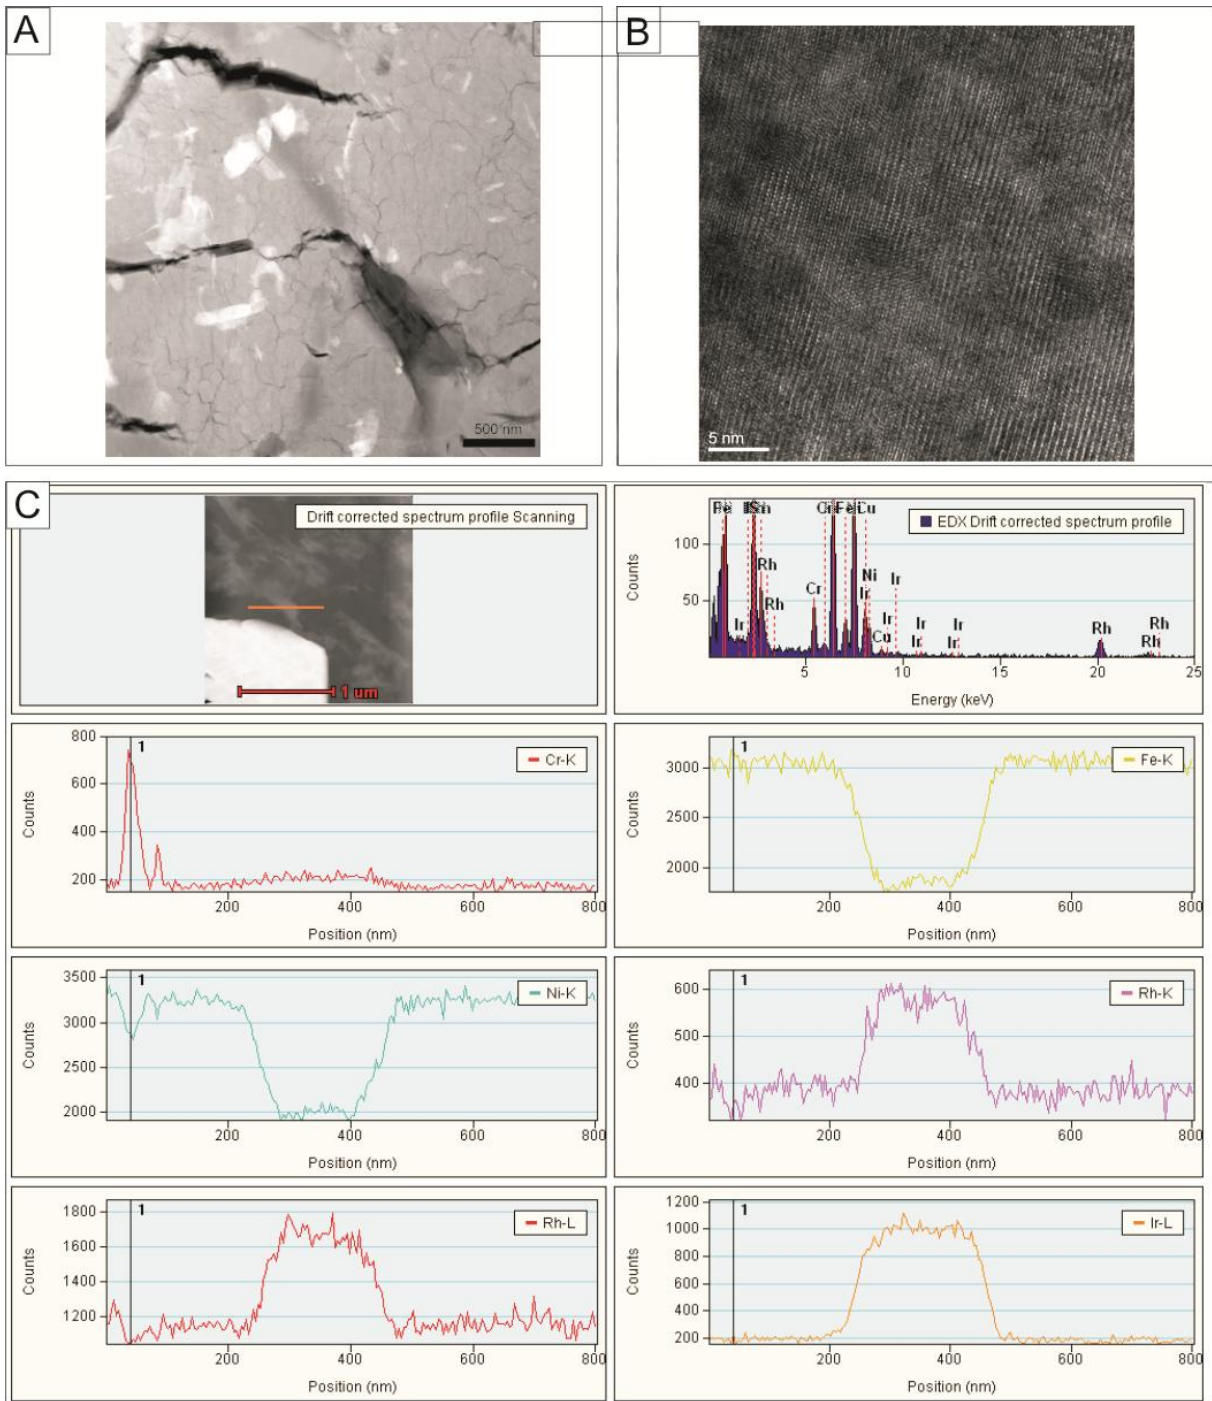 A
B
500 nm
5 nm
C
Drift corrected spectrum profile Scanning
1 um
EDX Drift corrected spectrum profile
Counts
100
50
Rh
Rh
Ir
Cr
Fe
Cu
Ni
Ir
Ir
Ir
Cu
Ir
Ir
Ir
Ir
Rh
Rh
Rh
5
10
15
20
25
Energy (keV)
Cr-K
1
Counts
800
600
400
200
200
400
600
800
Position (nm)
Fe-K
1
Counts
3000
2500
2000
200
400
600
800
Position (nm)
Ni-K
1
Counts
3500
3000
2500
2000
200
400
600
800
Position (nm)
Rh-K
1
Counts
600
500
400
200
400
600
800
Position (nm)
Rh-L
1
Counts
1800
1600
1400
1200
200
400
600
800
Position (nm)
Ir-L
1
Counts
1200
1000
800
600
400
200
200
400
600
800
Position (nm)